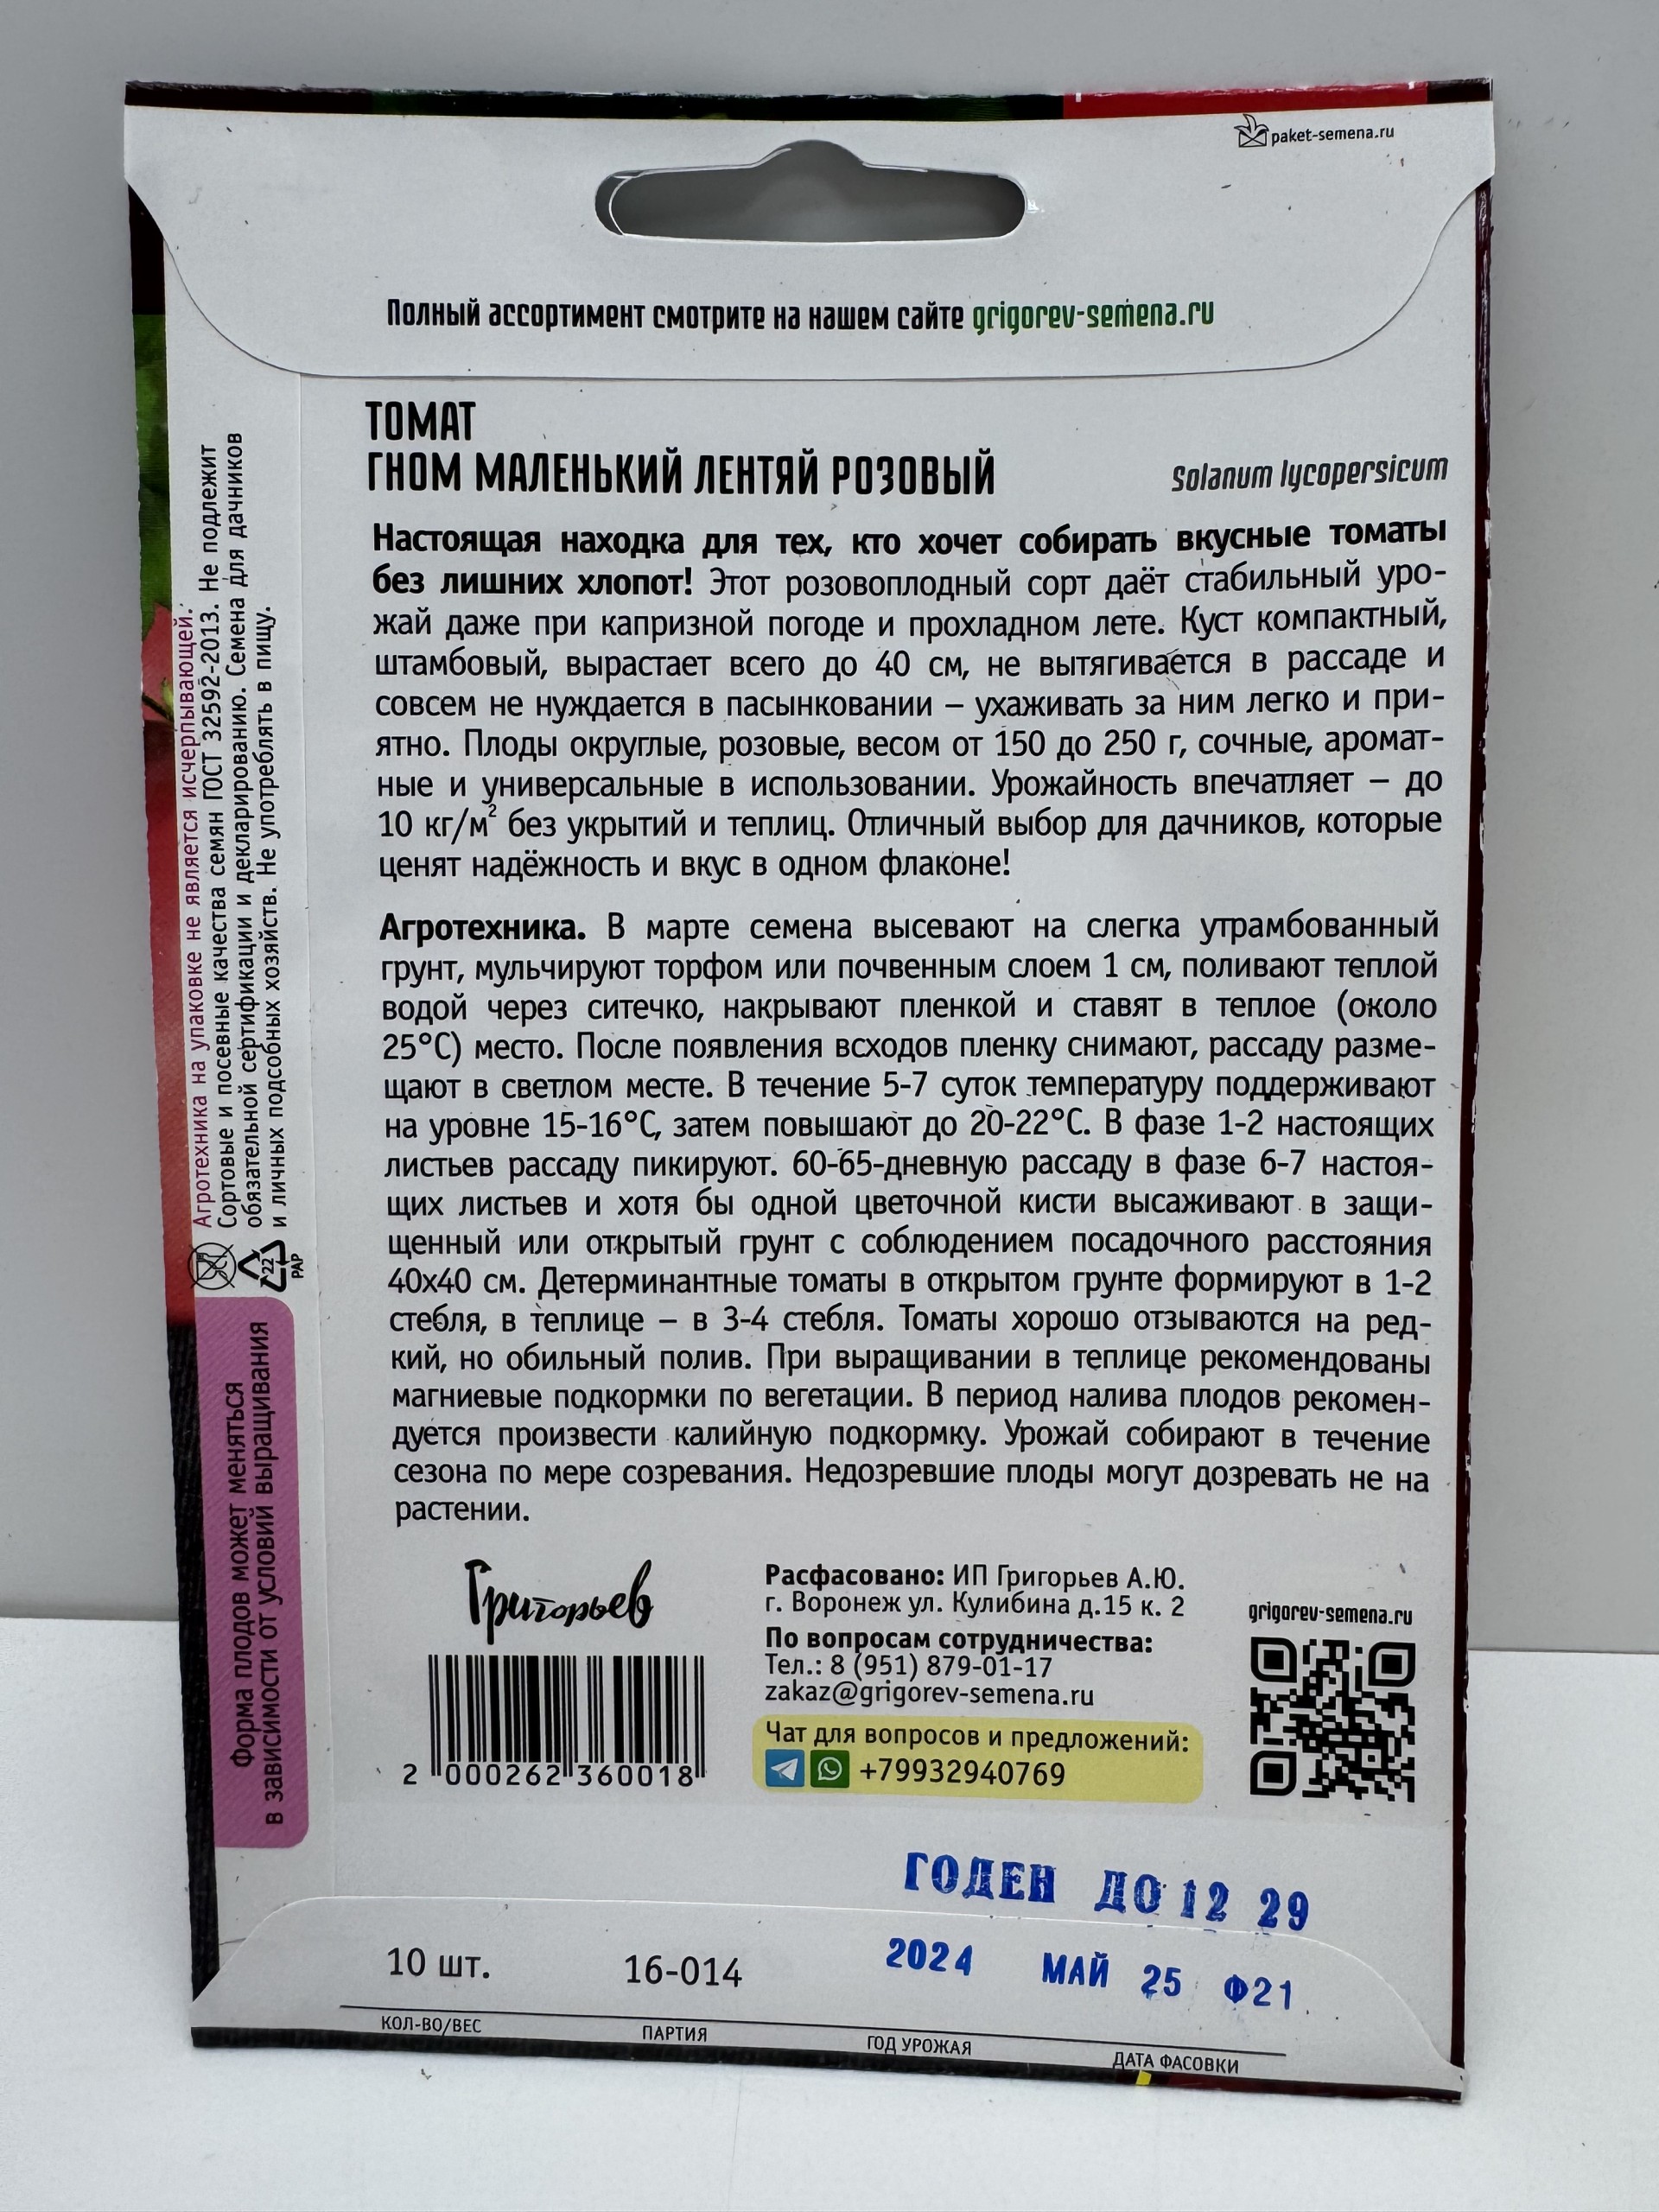 paket-semena.ru
Полный ассортимент смотрите на нашем сайте grigorev-semena.ru
ТОМАТ
ГНОМ МАЛЕНЬКИЙ ЛЕНТЯЙ РОЗОВЫЙ
Solanum lycopersicum
Настоящая находка для тех, кто хочет собирать вкусные томаты
без лишних хлопот! Этот розовоплодный сорт даёт стабильный уро-
жай даже при капризной погоде и прохладном лете. Куст компактный,
штамбовый, вырастает всего до 40 см, не вытягивается в рассаде и
совсем не нуждается в пасынковании – ухаживать за ним легко и при-
ятно. Плоды округлые, розовые, весом от 150 до 250 г, сочные, аромат-
ные и универсальные в использовании. Урожайность впечатляет – до
10 кг/м² без укрытий и теплиц. Отличный выбор для дачников, которые
ценят надёжность и вкус в одном флаконе!
Агротехника. В марте семена высевают на слегка утрамбованный
грунт, мульчируют торфом или почвенным слоем 1 см, поливают теплой
водой через ситечко, накрывают пленкой и ставят в теплое (около
25°С) место. После появления всходов пленку снимают, рассаду разме-
щают в светлом месте. В течение 5-7 суток температуру поддерживают
на уровне 15-16°С, затем повышают до 20-22°С. В фазе 1-2 настоящих
листьев рассаду пикируют. 60-65-дневную рассаду в фазе 6-7 настоя-
щих листьев и хотя бы одной цветочной кисти высаживают в защи-
щенный или открытый грунт с соблюдением посадочного расстояния
40х40 см. Детерминантные томаты в открытом грунте формируют в 1-2
стебля, в теплице – в 3-4 стебля. Томаты хорошо отзываются на ред-
кий, но обильный полив. При выращивании в теплице рекомендованы
магниевые подкормки по вегетации. В период налива плодов рекомен-
дуется произвести калийную подкормку. Урожай собирают в течение
сезона по мере созревания. Недозревшие плоды могут дозревать не на
растении.
Агротехника на упаковке не является исчерпывающей.
Сортовые и посевные качества семян ГОСТ 32592-2013. Не подлежит
обязательной сертификации и декларированию. Семена для дачников
и личных подсобных хозяйств. Не употреблять в пищу.
22
PAP
Форма плодов может меняться
в зависимости от условий выращивания
Григорьев
2 000262 360018
Расфасовано: ИП Григорьев А.Ю.
г. Воронеж ул. Кулибина д.15 к. 2
По вопросам сотрудничества:
Тел.: 8 (951) 879-01-17
zakaz@grigorev-semena.ru
Чат для вопросов и предложений:
+79932940769
grigorev-semena.ru
ГОДЕН ДО 12 29
10 шт. 16-014 2024 МАЙ 25 Ф21
КОЛ-ВО/ВЕС ПАРТИЯ ГОД УРОЖАЯ ДАТА ФАСОВКИ